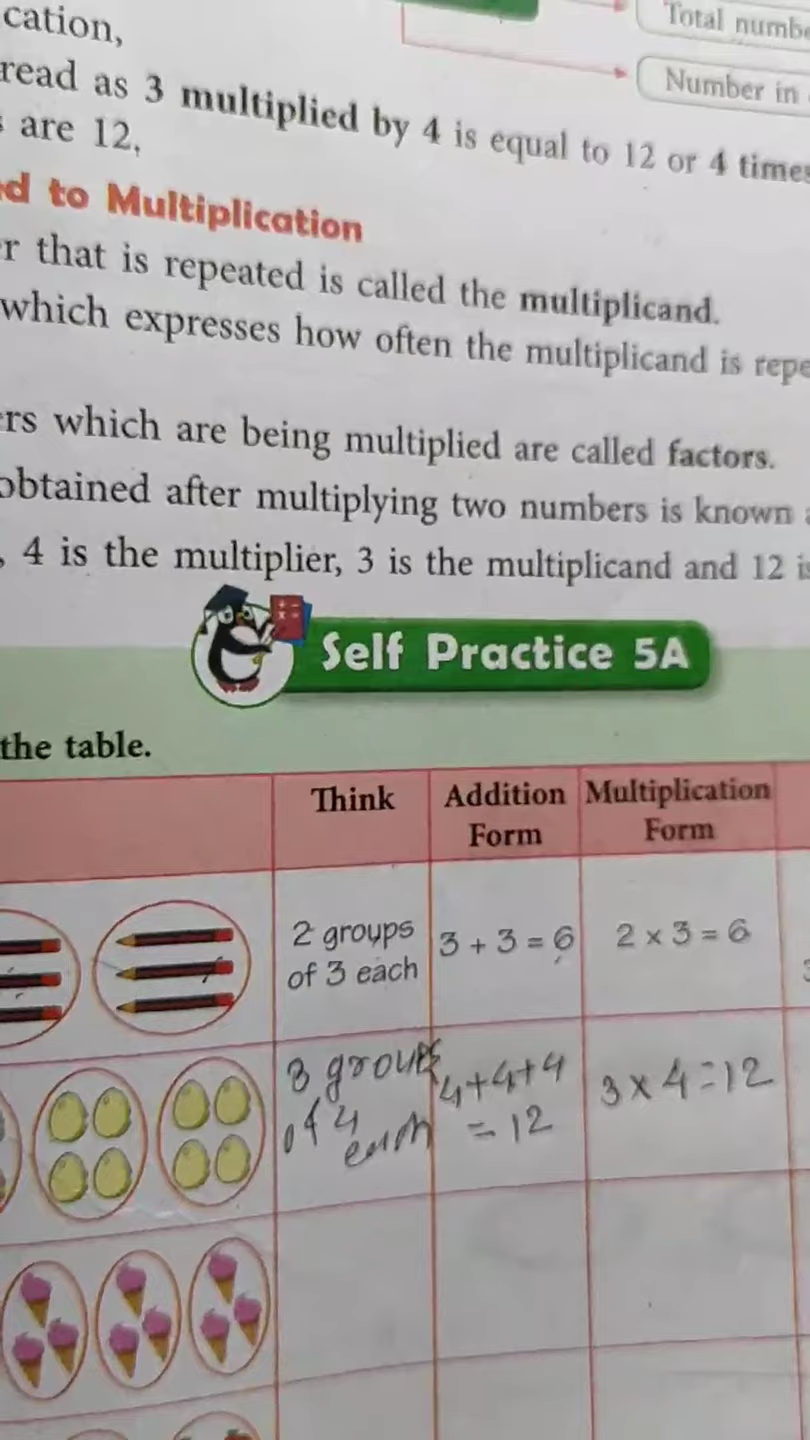 cation,
Total numbe
Number in
read as 3 multiplied by 4 is equal to 12 or 4 times
are 12,
d to Multiplication
r that is repeated is called the multiplicand.
which expresses how often the multiplicand is repe
rs which are being multiplied are called factors.
obtained after multiplying two numbers is known
, 4 is the multiplier, 3 is the multiplicand and 12 is
Self Practice 5A
the table.
Think
Addition
Form
Multiplication
Form
2 groups
of 3 each
3 + 3 = 6
2 × 3 = 6
3 groups
of 4
each
4+4+4
= 12
3 × 4 = 12